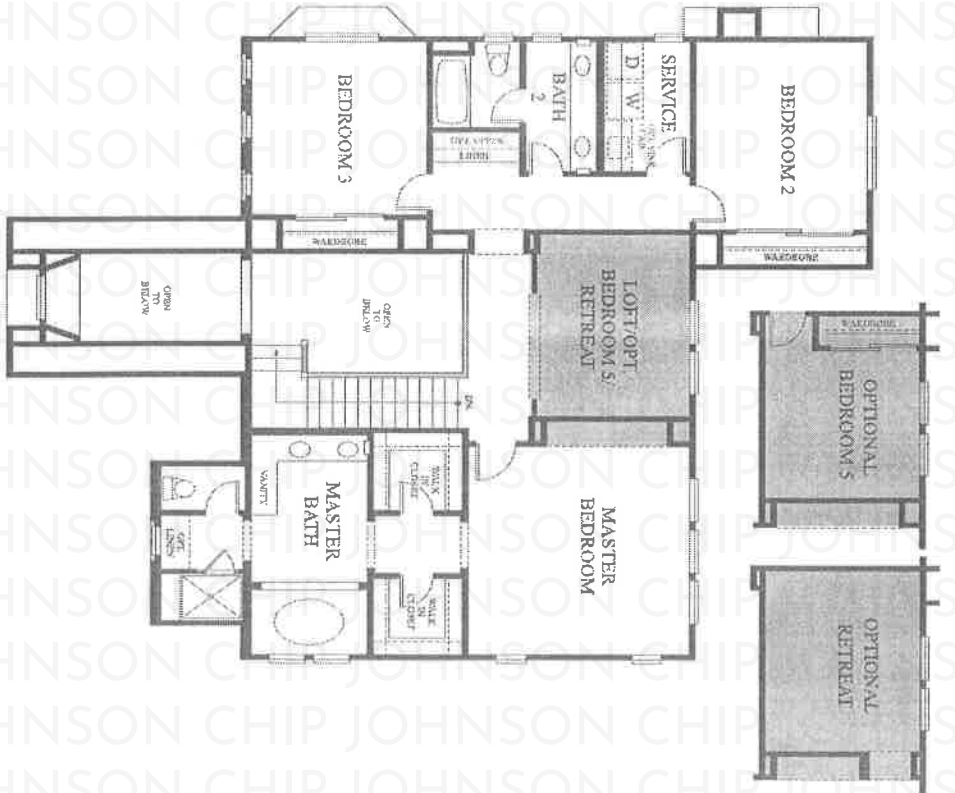 BEDROOM 3
BATH
2
D
W
SERVICE
BEDROOM 2
WARDROBE
WARDROBE
OPEN
TO
BELOW
OPEN
TO
BELOW
LOFT/OPT
BEDROOM 5/
RETREAT
DN
WARDROBE
OPTIONAL
BEDROOM 5
VANITY
MASTER
BATH
WALK
IN
CLOSET
MASTER
BEDROOM
OPT.
LINEN
WALK
IN
CLOSET
OPTIONAL
RETREAT
CHIP JOHNSON